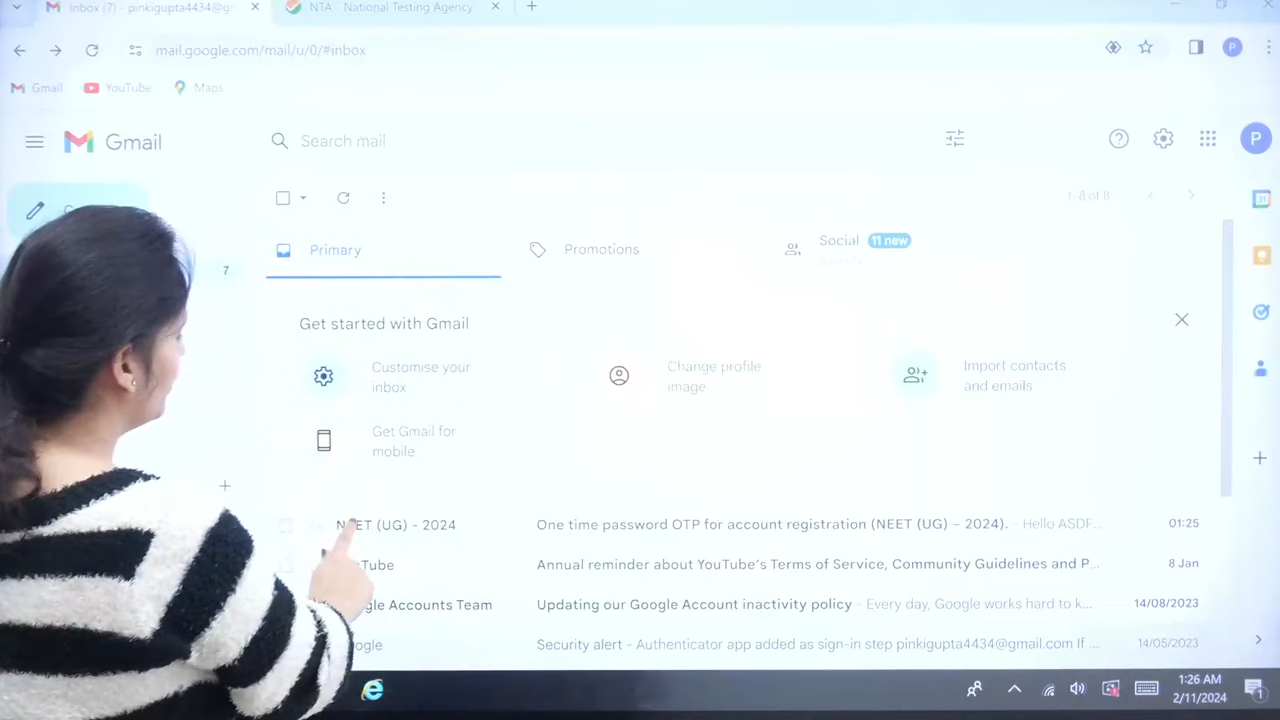 Inbox (7) - pinkigupta4434@g
NTA - National Testing Agency
mail.google.com/mail/u/0/#inbox
P
Gmail
YouTube
Maps
Gmail
Search mail
P
1-8 of 8
7
Primary
Promotions
Social
11 new
31
Get started with Gmail
Customise your
inbox
Change profile
image
Import contacts
and emails
Get Gmail for
mobile
NEET (UG) - 2024
One time password OTP for account registration (NEET (UG) – 2024). - Hello ASDF...
01:25
Tube
Annual reminder about YouTube's Terms of Service, Community Guidelines and P...
8 Jan
gle Accounts Team
Updating our Google Account inactivity policy - Every day, Google works hard to k...
14/08/2023
ogle
Security alert - Authenticator app added as sign-in step pinkigupta4434@gmail.com If ...
14/05/2023
1:26 AM
2/11/2024
1